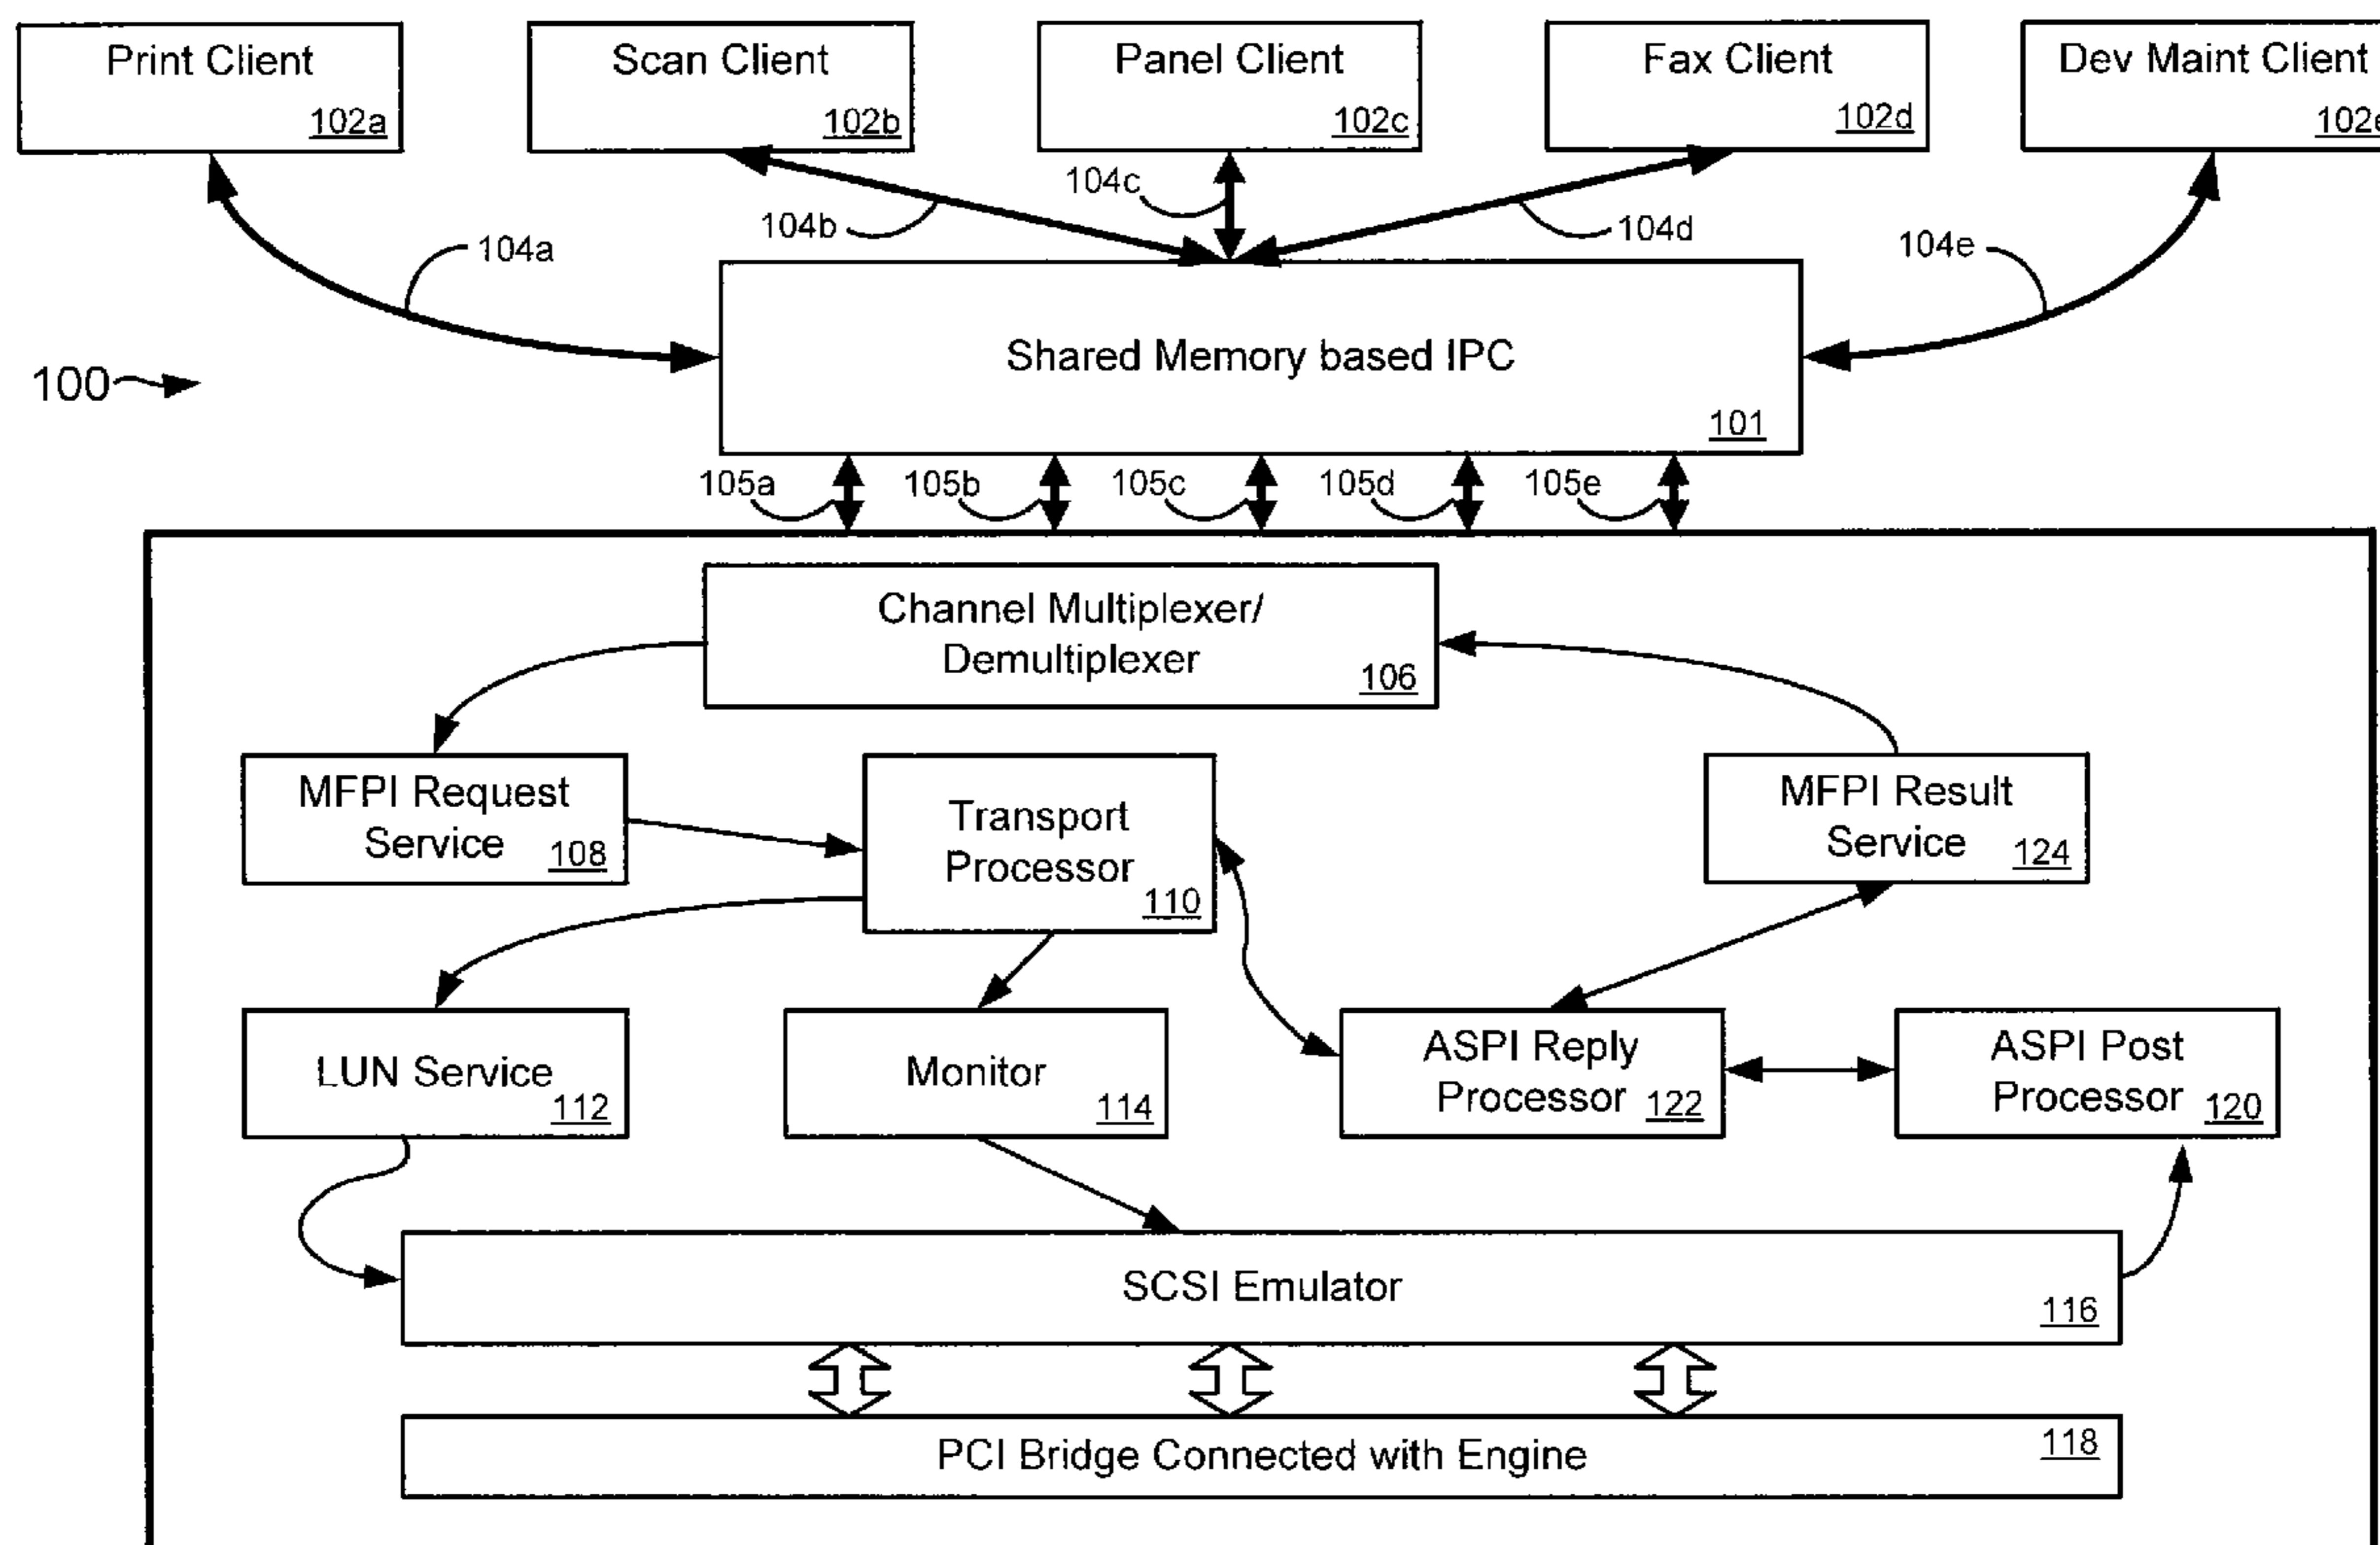 Print Client
102a
Scan Client
102b
Panel Client
102c
Fax Client
102d
Dev Maint Client
102e
104a
104b
104c
104d
104e
100
Shared Memory based IPC
101
105a
105b
105c
105d
105e
Channel Multiplexer/
Demultiplexer
106
MFPI Request
Service
108
Transport
Processor
110
MFPI Result
Service
124
LUN Service
112
Monitor
114
ASPI Reply
Processor
122
ASPI Post
Processor
120
SCSI Emulator
116
PCI Bridge Connected with Engine
118